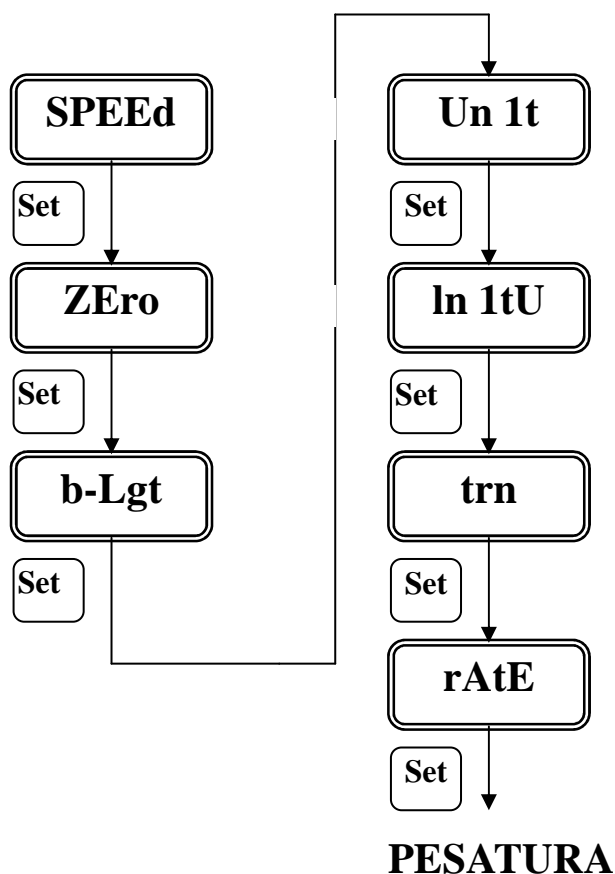 SPEEd
Set
ZEro
Set
b-Lgt
Set
Un 1t
Set
ln 1tU
Set
trn
Set
rAtE
Set
PESATURA